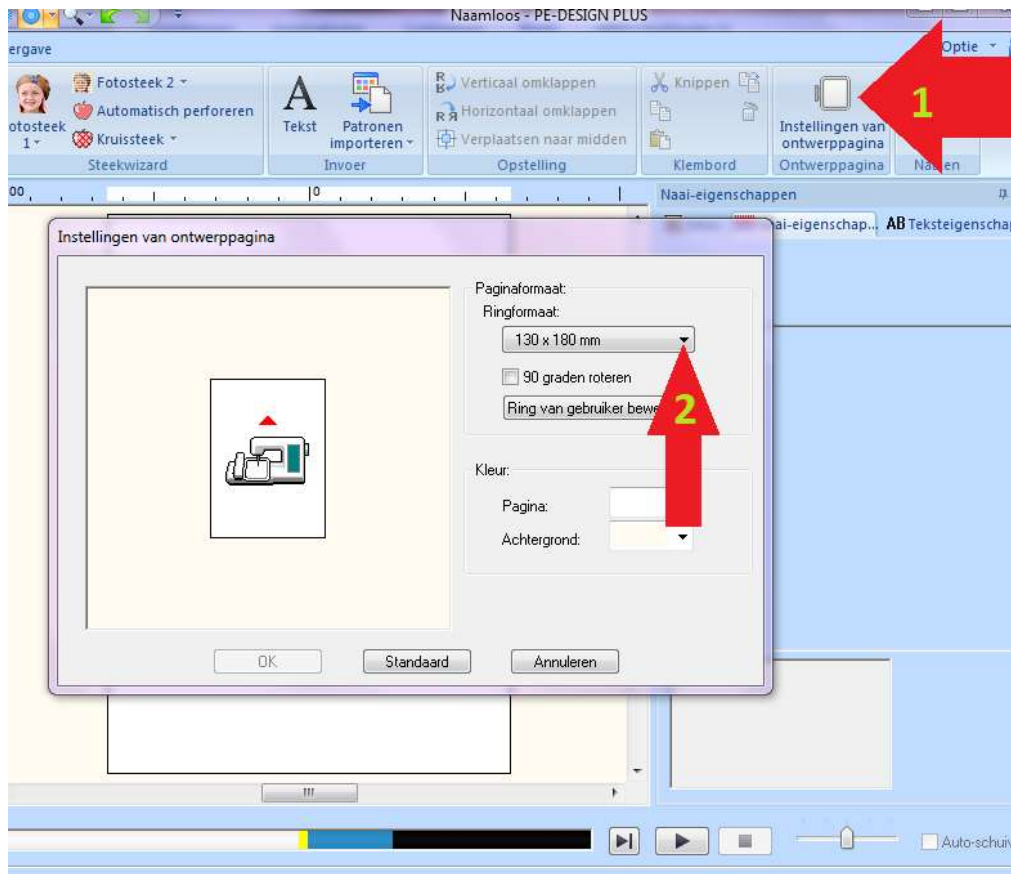 Naamloos - PE-DESIGN PLUS
ergave
Optie
otosteek
1
Fotosteek 2
Automatisch perforeren
Kruissteek
Steekwizard
A
Tekst
Patronen
importeren
Invoer
Verticaal omklappen
Horizontaal omklappen
Verplaatsen naar midden
Opstelling
Knippen
Klembord
Instellingen van
ontwerppagina
Ontwerppagina
1
00
0
Naai-eigenschappen
ai-eigenschap...
AB Teksteigenscha
Instellingen van ontwerppagina
Paginaformaat:
Ringformaat:
130 x 180 mm
90 graden roteren
Ring van gebruiker bewe
2
Kleur:
Pagina:
Achtergrond:
OK
Standaard
Annuleren
Auto-schuiv